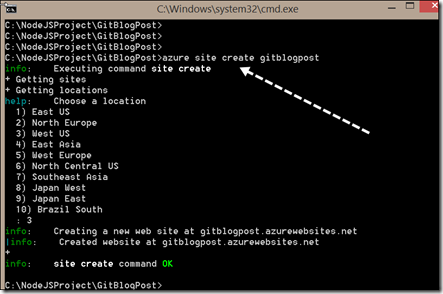 C:\Windows\system32\cmd.exe
C:\NodeJSProject\GitBlogPost>
C:\NodeJSProject\GitBlogPost>
C:\NodeJSProject\GitBlogPost>
C:\NodeJSProject\GitBlogPost>azure site create gitblogpost
info:    Executing command site create
+ Getting sites
+ Getting locations
help:    Choose a location
  1) East US
  2) North Europe
  3) West US
  4) East Asia
  5) West Europe
  6) North Central US
  7) Southeast Asia
  8) Japan West
  9) Japan East
  10) Brazil South
  : 3
info:    Creating a new web site at gitblogpost.azurewebsites.net
|info:    Created website at gitblogpost.azurewebsites.net
+
info:    site create command OK
C:\NodeJSProject\GitBlogPost>